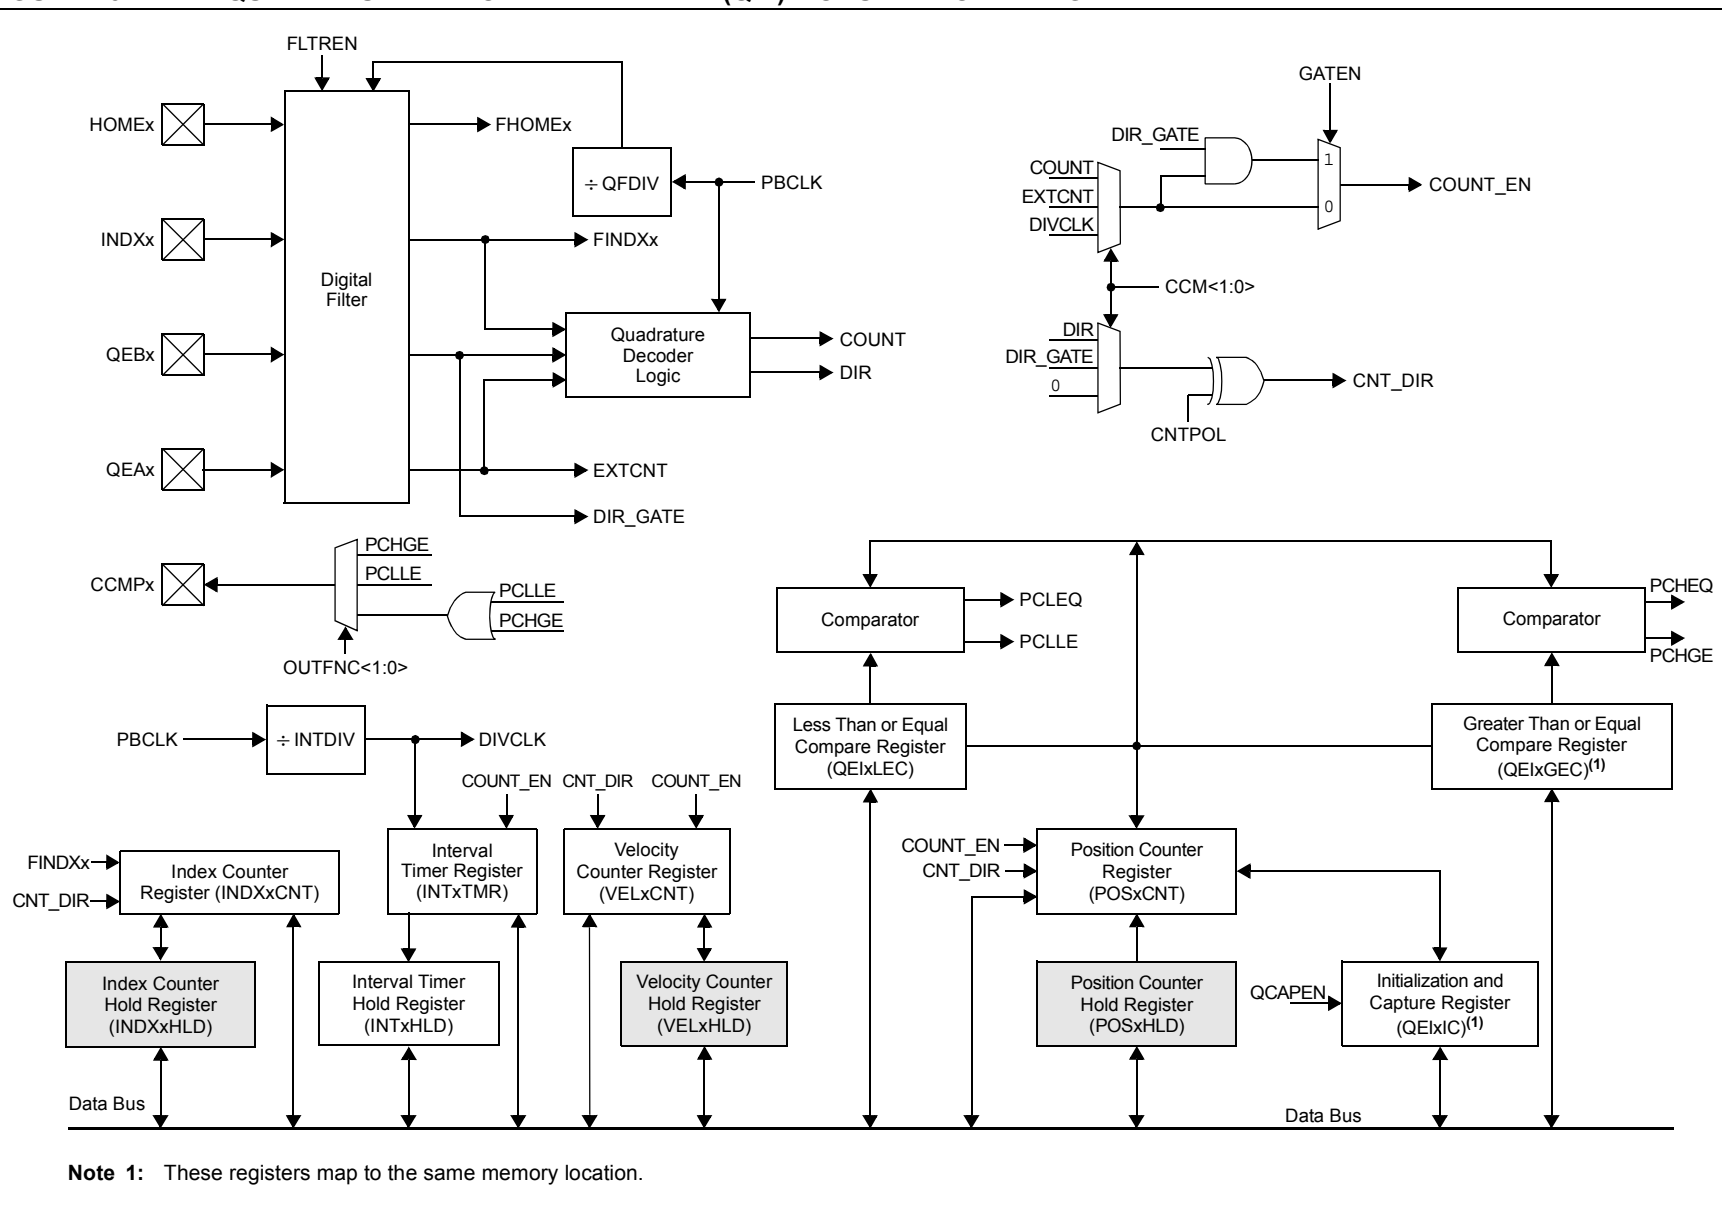 FLTREN
HOMEx
FHOMEx
÷ QFDIV
PBCLK
INDXx
FINDXx
Digital
Filter
QEBx
Quadrature
Decoder
Logic
COUNT
DIR
QEAx
EXTCNT
DIR_GATE
GATEN
DIR_GATE
COUNT
EXTCNT
DIVCLK
1
0
COUNT_EN
CCM<1:0>
DIR
DIR_GATE
0
CNT_DIR
CNTPOL
CCMPx
PCHGE
PCLLE
PCLLE
PCHGE
OUTFNC<1:0>
Comparator
PCLEQ
PCLLE
Comparator
PCHEQ
PCHGE
PBCLK
÷ INTDIV
DIVCLK
Less Than or Equal
Compare Register
(QEIxLEC)
Greater Than or Equal
Compare Register
(QEIxGEC)(1)
COUNT_EN
CNT_DIR
COUNT_EN
FINDXx
CNT_DIR
Index Counter
Register (INDXxCNT)
Interval
Timer Register
(INTxTMR)
Velocity
Counter Register
(VELxCNT)
COUNT_EN
CNT_DIR
Position Counter
Register
(POSxCNT)
Index Counter
Hold Register
(INDXxHLD)
Interval Timer
Hold Register
(INTxHLD)
Velocity Counter
Hold Register
(VELxHLD)
Position Counter
Hold Register
(POSxHLD)
QCAPEN
Initialization and
Capture Register
(QEIxIC)(1)
Data Bus
Data Bus
Note 1: These registers map to the same memory location.